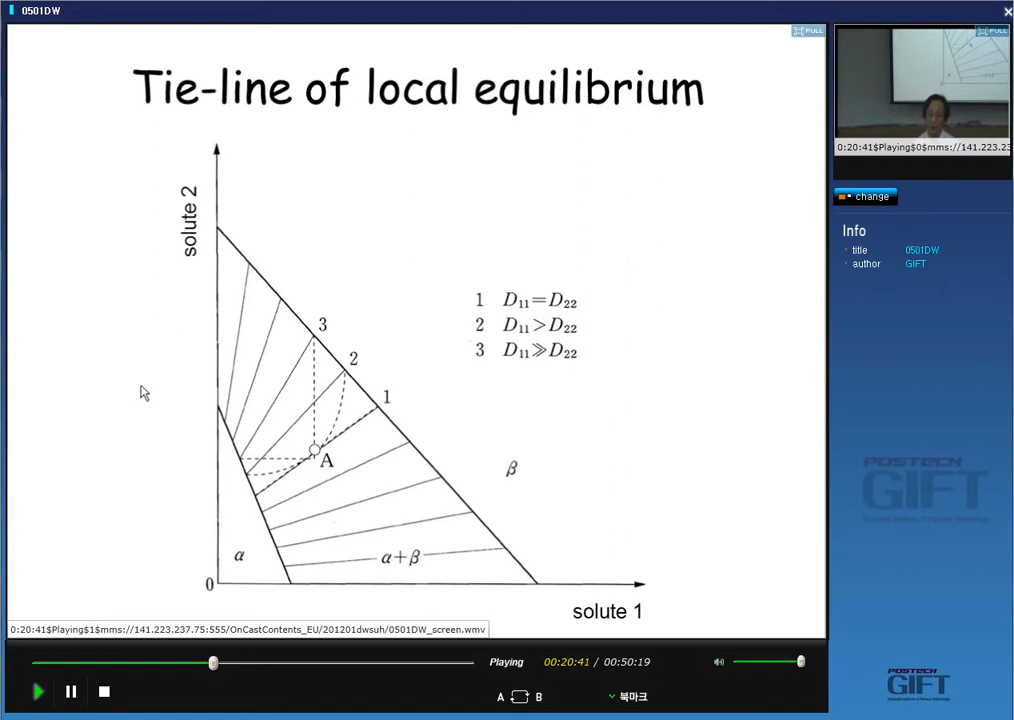 0501DW
FULL
FULL
Tie-line of local equilibrium
solute 2
3
2
1
A
1 D₁₁=D₂₂
2 D₁₁>D₂₂
3 D₁₁≫D₂₂
β
α
α+β
0
solute 1
0:20:41$Playing$0$mms://141.223.23
change
Info
title 0501DW
author GIFT
POSTECH
GIFT
0:20:41$Playing$1$mms://141.223.237.75:555/OnCastContents_EU/201201dwsuh/0501DW_screen.wmv
Playing 00:20:41 / 00:50:19
A B 북마크
POSTECH
GIFT